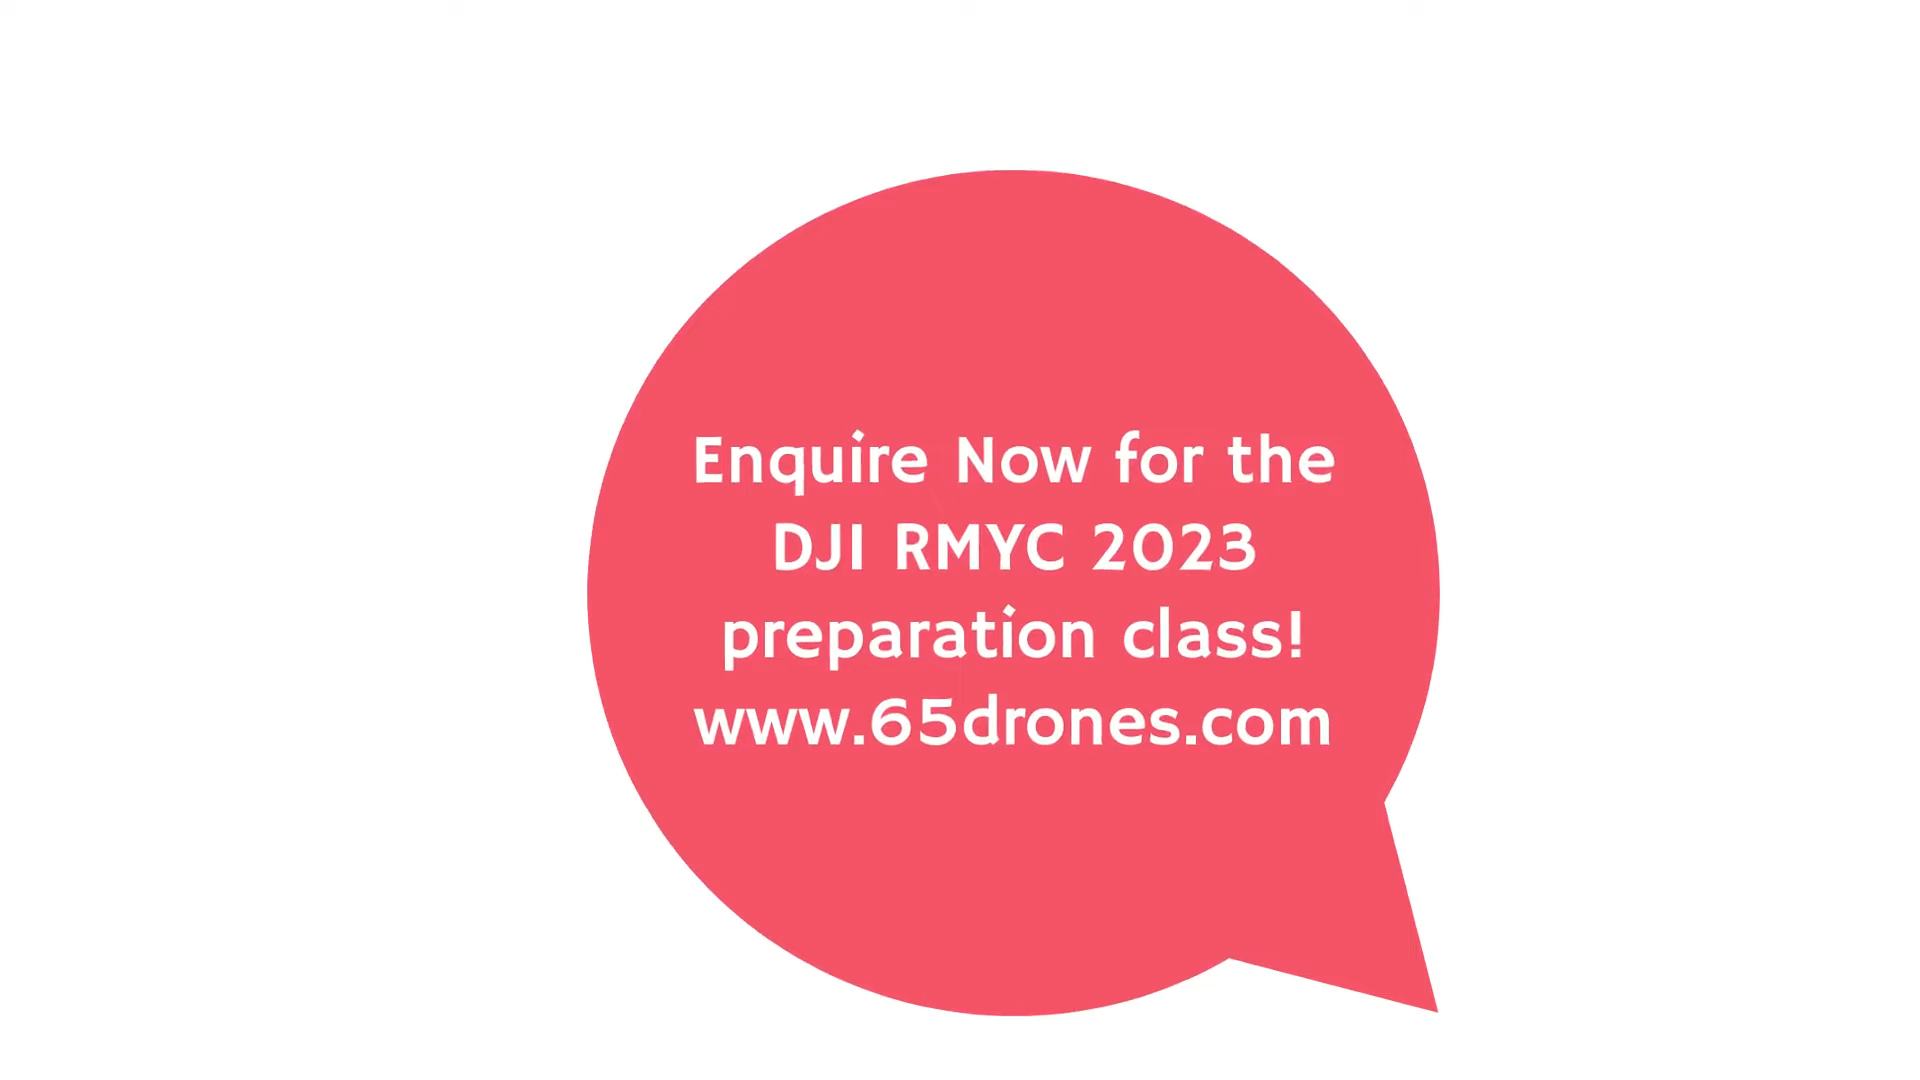 Enquire Now for the
DJI RMYC 2023
preparation class!
www.65drones.com